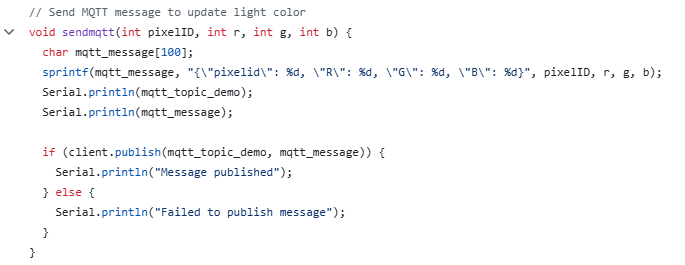 // Send MQTT message to update light color
void sendmqtt(int pixelID, int r, int g, int b) {
  char mqtt_message[100];
  sprintf(mqtt_message, "{\"pixelid\": %d, \"R\": %d, \"G\": %d, \"B\": %d}", pixelID, r, g, b);
  Serial.println(mqtt_topic_demo);
  Serial.println(mqtt_message);

  if (client.publish(mqtt_topic_demo, mqtt_message)) {
    Serial.println("Message published");
  } else {
    Serial.println("Failed to publish message");
  }
}